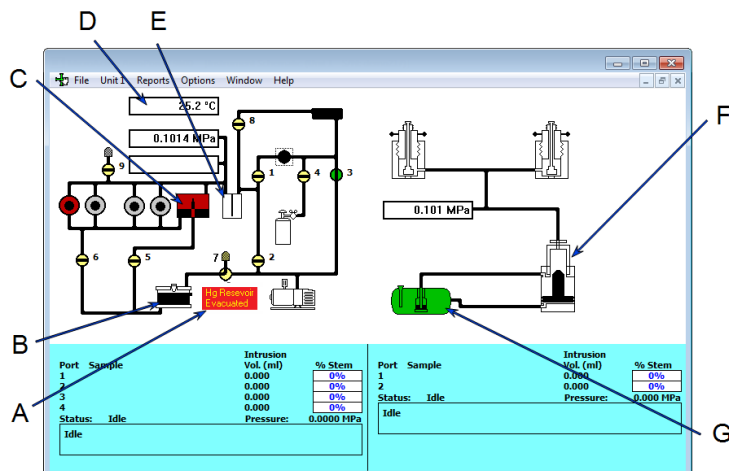 D
E
C
File Unit 1 Reports Options Window Help
25.2 °C
8
F
0.1014 MPa
9
1
4
3
0.101 MPa
6
5
7
2
Hg Resevoir
Evacuated
B
A
G
Intrusion
Port Sample Vol. (ml) % Stem
1 0.000 0%
2 0.000 0%
3 0.000 0%
4 0.000 0%
Status: Idle Pressure: 0.0000 MPa
Idle
Intrusion
Port Sample Vol. (ml) % Stem
1 0.000 0%
2 0.000 0%
Status: Idle Pressure: 0.000 MPa
Idle